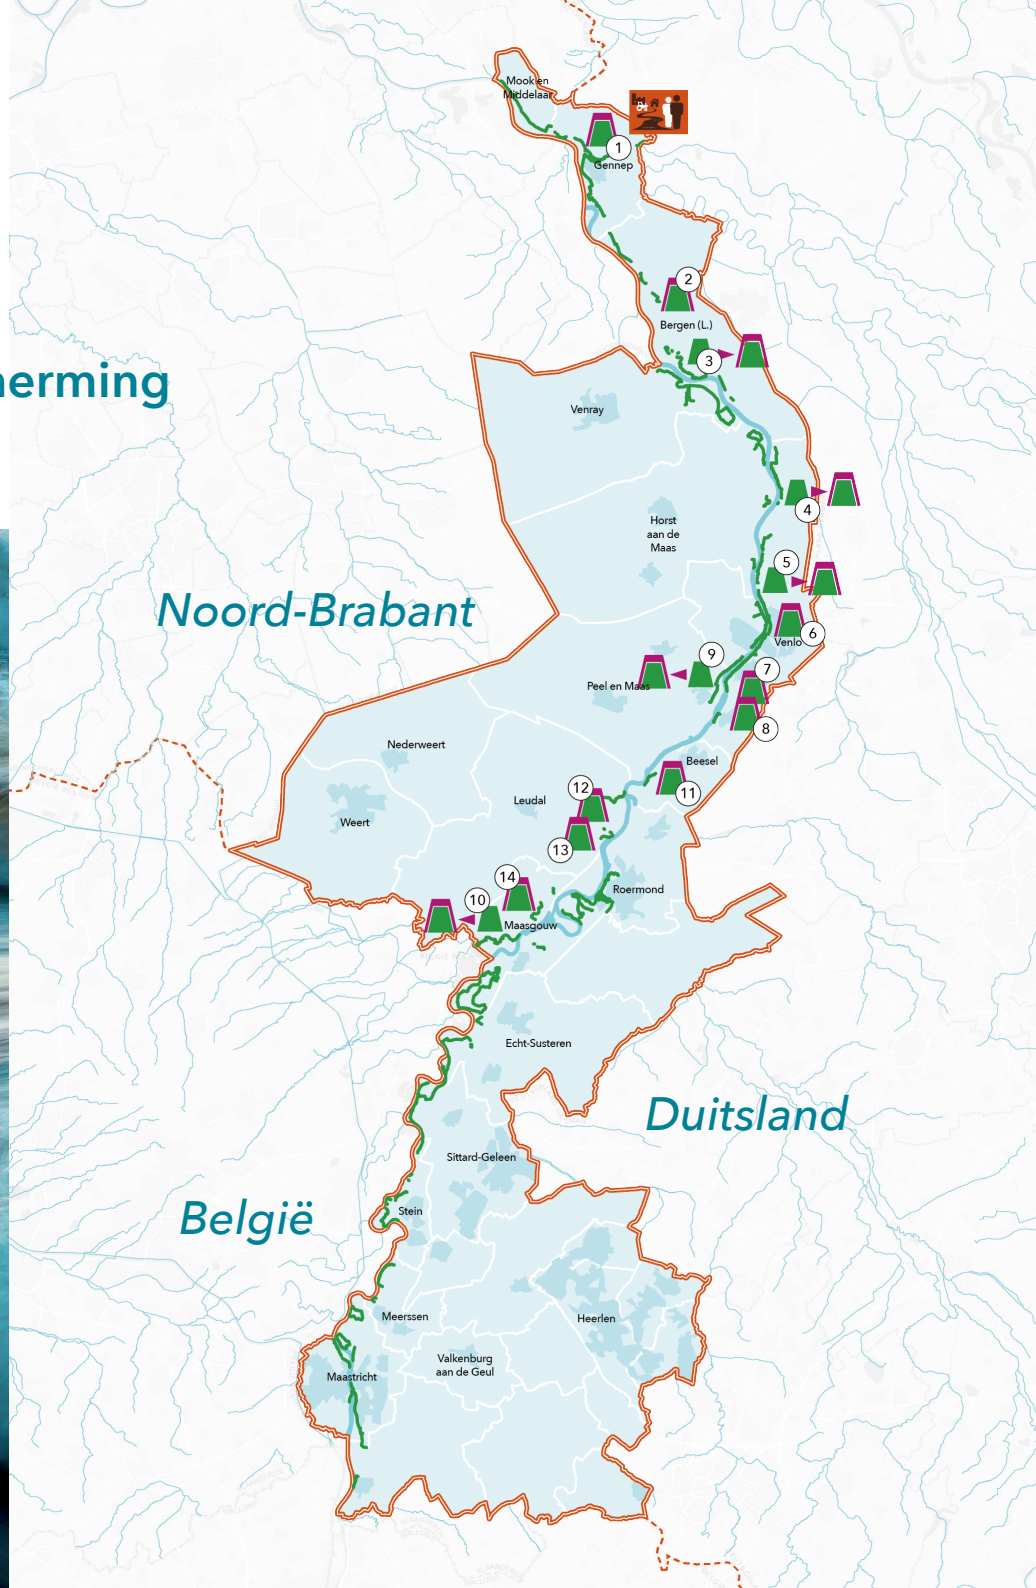 Mook en
Middelaar
1
Gennep
2
Bergen (L.)
3
herming
Venray
4
Horst
aan de
Maas
5
Noord-Brabant
6
Venlo
9
7
Peel en Maas
8
Nederweert
Beesel
12
11
Leudal
Weert
13
14
Roermond
10
Maasgouw
Echt-Susteren
Duitsland
Sittard-Geleen
België
Stein
Meerssen
Heerlen
Valkenburg
aan de Geul
Maastricht